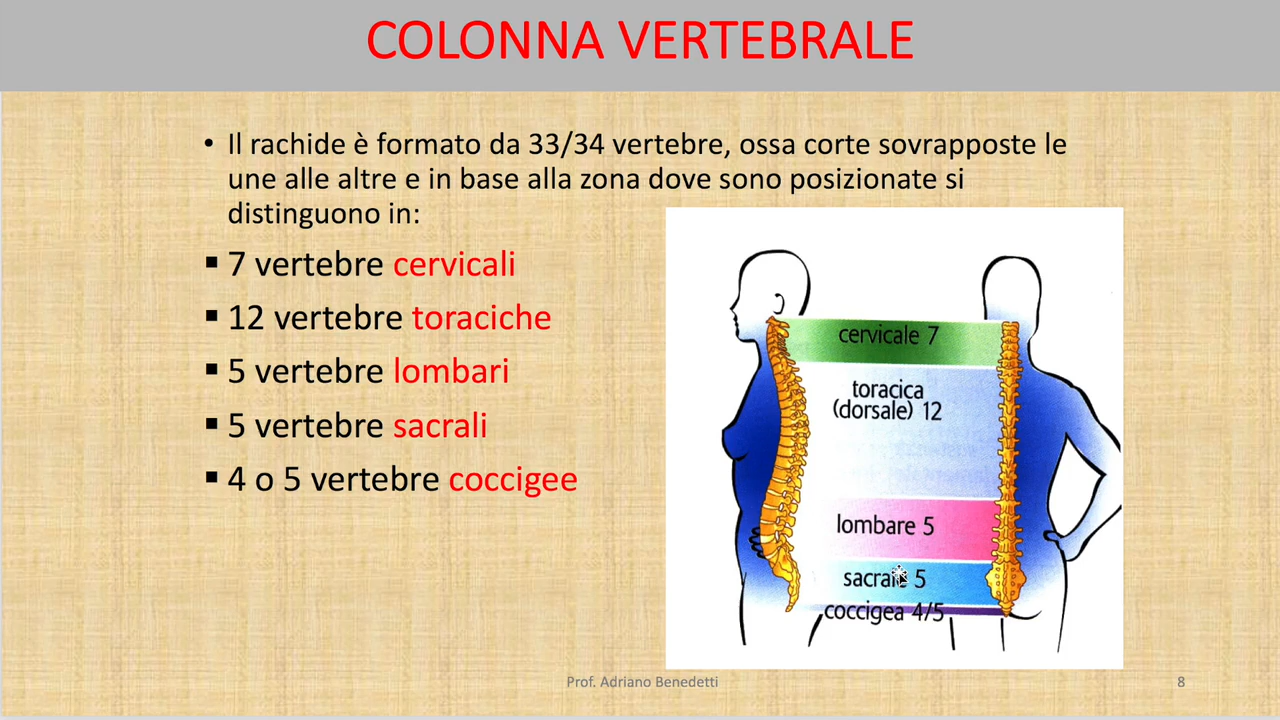 COLONNA VERTEBRALE
• Il rachide è formato da 33/34 vertebre, ossa corte sovrapposte le
une alle altre e in base alla zona dove sono posizionate si
distinguono in:
▪ 7 vertebre cervicali
▪ 12 vertebre toraciche
▪ 5 vertebre lombari
▪ 5 vertebre sacrali
▪ 4 o 5 vertebre coccigee
cervicale 7
toracica
(dorsale) 12
lombare 5
sacrale 5
coccigea 4/5
Prof. Adriano Benedetti
8